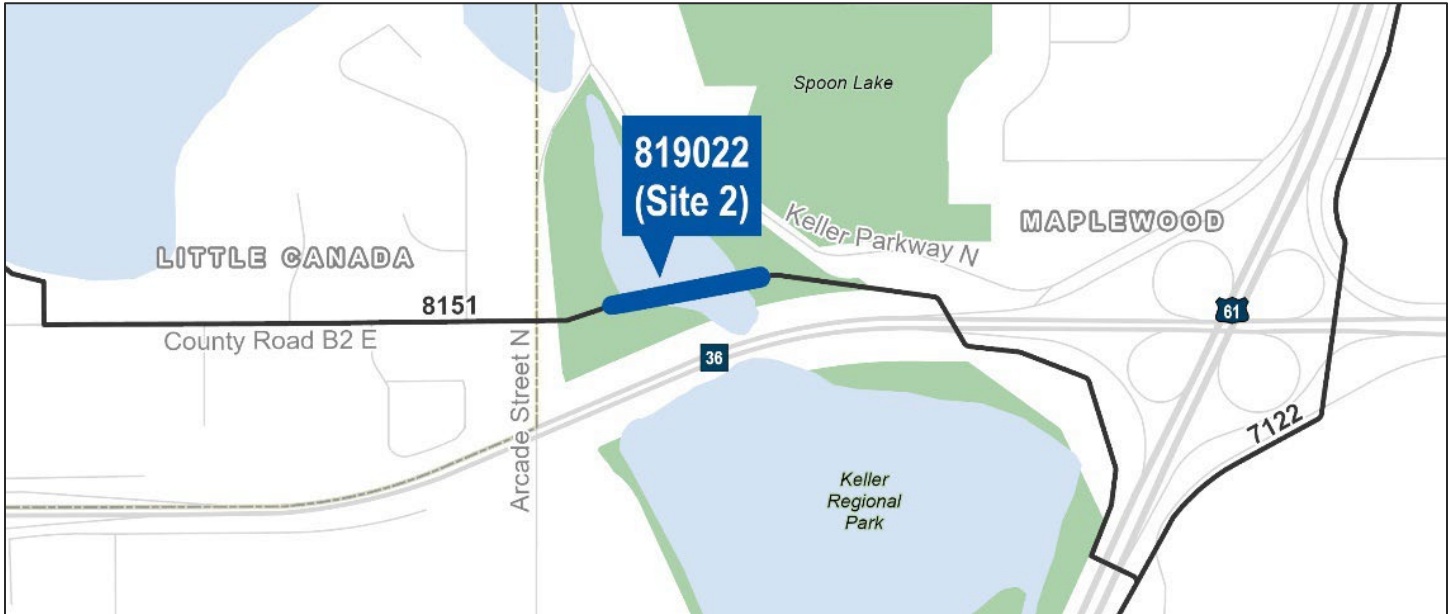 Spoon Lake
819022
(Site 2)
Keller Parkway N
MAPLEWOOD
LITTLE CANADA
8151
County Road B2 E
61
36
Arcade Street N
7122
Keller
Regional
Park